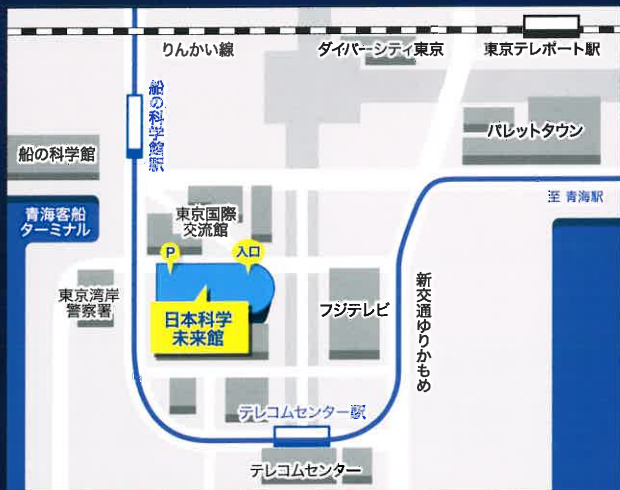 りんかい線
ダイバーシティ東京
東京テレポート駅
船の科学館駅
パレットタウン
船の科学館
至 青海駅
青海客船
ターミナル
東京国際
交流館
P
入口
東京湾岸
警察署
日本科学
未来館
フジテレビ
新交通ゆりかもめ
テレコムセンター駅
テレコムセンター